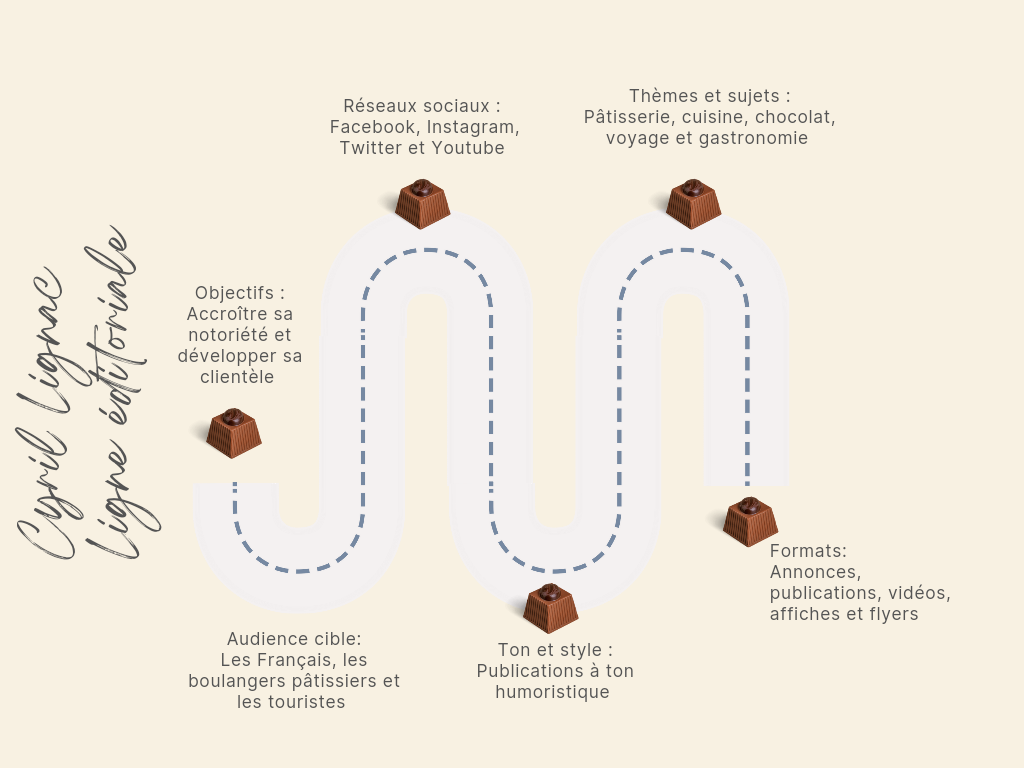 Cyril Lignac
Ligne éditoriale
Objectifs :
Accroître sa
notoriété et
développer sa
clientèle
Audience cible:
Les Français, les
boulangers pâtissiers et
les touristes
Réseaux sociaux :
Facebook, Instagram,
Twitter et Youtube
Ton et style :
Publications à ton
humoristique
Thèmes et sujets :
Pâtisserie, cuisine, chocolat,
voyage et gastronomie
Formats:
Annonces,
publications, vidéos,
affiches et flyers